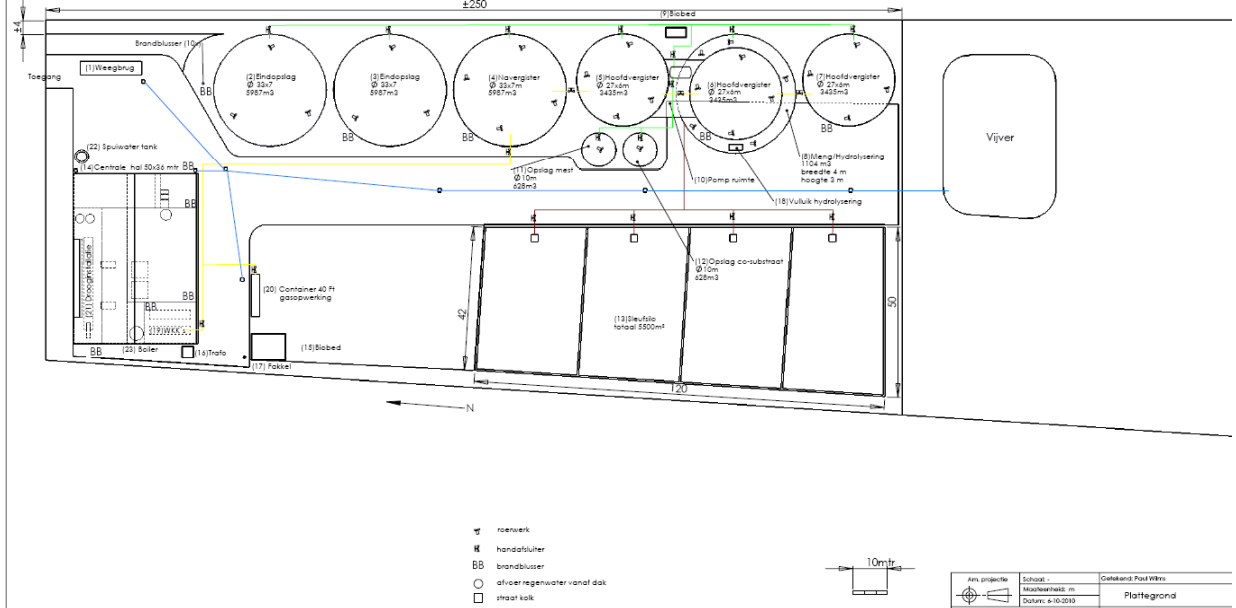 ±250
±4
(9)Biobed
Brandblusser (10x)
(1)Weegbrug
Toegang
(2)Eindopslag
Ø 33x7
5987m3
(3)Eindopslag
Ø 33x7
5987m3
(4)Navergister
Ø 33x7m
5987m3
(5)Hoofdvergister
Ø 27x6m
3435m3
(6)Hoofdvergister
Ø 27x6m
3435m3
(7)Hoofdvergister
Ø 27x6m
3435m3
BB
BB
BB
BB
BB
Vijver
(22) Spuiwater tank
(14)Centrale hal 50x36 mtr
BB
BB
(11)Opslag mest
Ø10m
628m3
(10)Pomp ruimte
(8)Meng/Hydrolysering
1104 m3
breedte 4 m
hoogte 3 m
(18)Vulluik hydrolysering
(21) Drooginstallatie
BB
BB
(19)WKK's
(20) Container 40 Ft
gasopwerking
(12)Opslag co-substraat
Ø10m
628m3
42
50
(13)Sleufsilo
totaal 5500m²
BB
(23) Boiler
(16)Trafo
(15)Biobed
(17) Fakkel
120
N
roerwerk
handafsluiter
BB brandblusser
afvoer regenwater vanaf dak
straat kolk
10mtr
Am. projectie
Schaal: -
Getekend: Paul Wilms
Maateenheid: m
Plattegrond
Datum: 6-10-2010